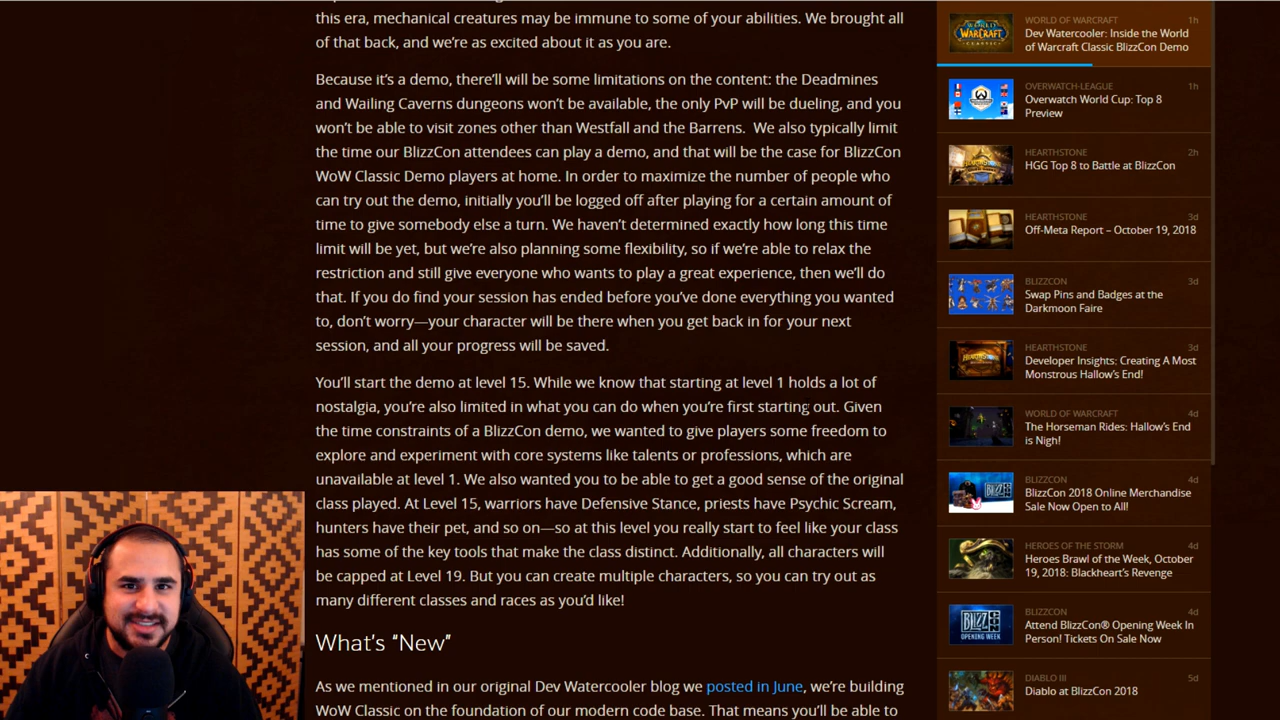 this era, mechanical creatures may be immune to some of your abilities. We brought all
of that back, and we're as excited about it as you are.
Because it's a demo, there'll will be some limitations on the content: the Deadmines
and Wailing Caverns dungeons won't be available, the only PvP will be dueling, and you
won't be able to visit zones other than Westfall and the Barrens. We also typically limit
the time our BlizzCon attendees can play a demo, and that will be the case for BlizzCon
WoW Classic Demo players at home. In order to maximize the number of people who
can try out the demo, initially you'll be logged off after playing for a certain amount of
time to give somebody else a turn. We haven't determined exactly how long this time
limit will be yet, but we're also planning some flexibility, so if we're able to relax the
restriction and still give everyone who wants to play a great experience, then we'll do
that. If you do find your session has ended before you've done everything you wanted
to, don't worry—your character will be there when you get back in for your next
session, and all your progress will be saved.
You'll start the demo at level 15. While we know that starting at level 1 holds a lot of
nostalgia, you're also limited in what you can do when you're first starting out. Given
the time constraints of a BlizzCon demo, we wanted to give players some freedom to
explore and experiment with core systems like talents or professions, which are
unavailable at level 1. We also wanted you to be able to get a good sense of the original
class played. At Level 15, warriors have Defensive Stance, priests have Psychic Scream,
hunters have their pet, and so on—so at this level you really start to feel like your class
has some of the key tools that make the class distinct. Additionally, all characters will
be capped at Level 19. But you can create multiple characters, so you can try out as
many different classes and races as you'd like!
What's "New"
As we mentioned in our original Dev Watercooler blog we posted in June, we're building
WoW Classic on the foundation of our modern code base. That means you'll be able to
WORLD OF WARCRAFT 1h
Dev Watercooler: Inside the World
of Warcraft Classic BlizzCon Demo
OVERWATCH-LEAGUE 1h
Overwatch World Cup: Top 8
Preview
HEARTHSTONE 2h
HGG Top 8 to Battle at BlizzCon
HEARTHSTONE 3d
Off-Meta Report – October 19, 2018
BLIZZCON 3d
Swap Pins and Badges at the
Darkmoon Faire
HEARTHSTONE 3d
Developer Insights: Creating A Most
Monstrous Hallow's End!
WORLD OF WARCRAFT 4d
The Horseman Rides: Hallow's End
is Nigh!
BLIZZCON 4d
BlizzCon 2018 Online Merchandise
Sale Now Open to All!
HEROES OF THE STORM 4d
Heroes Brawl of the Week, October
19, 2018: Blackheart's Revenge
BLIZZCON 4d
Attend BlizzCon® Opening Week In
Person! Tickets On Sale Now
DIABLO III 5d
Diablo at BlizzCon 2018
WORLD OF WARCRAFT CLASSIC
BLIZZ
OPENING WEEK